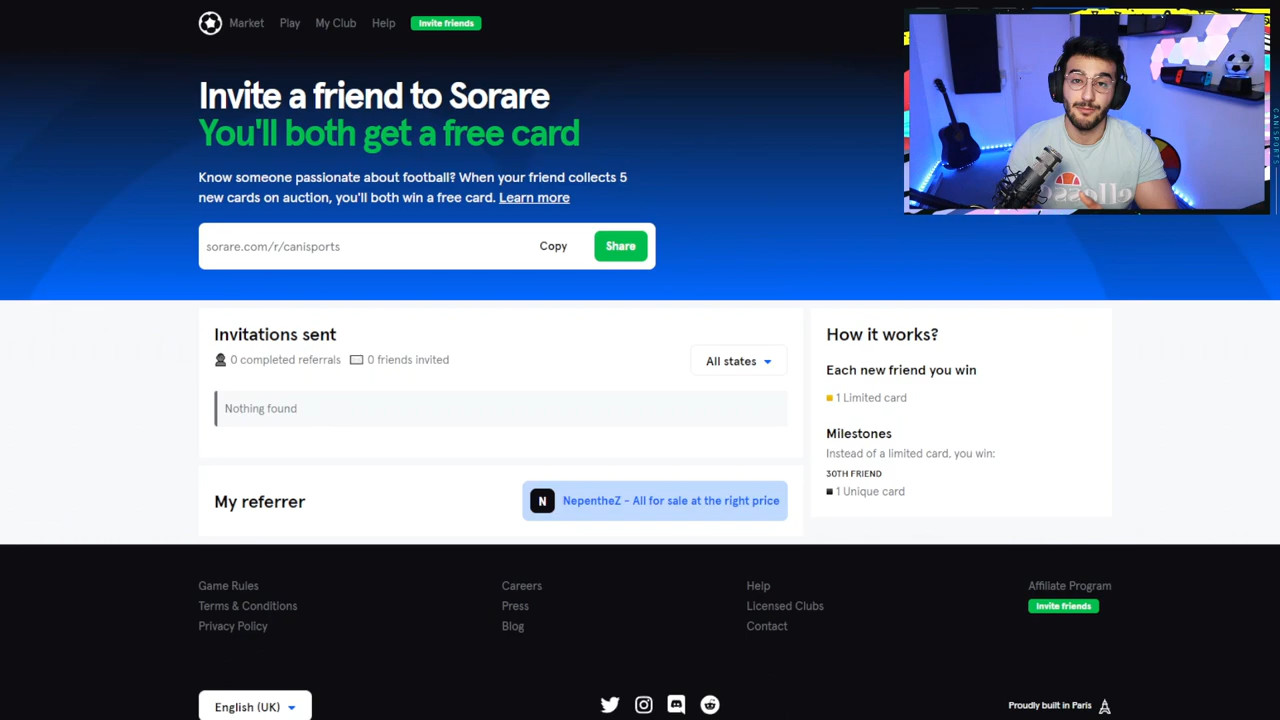 Market Play My Club Help Invite friends
Invite a friend to Sorare
You'll both get a free card
Know someone passionate about football? When your friend collects 5
new cards on auction, you'll both win a free card. Learn more
sorare.com/r/canisports Copy Share
Invitations sent
0 completed referrals 0 friends invited
All states
Nothing found
My referrer
N NepentheZ - All for sale at the right price
How it works?
Each new friend you win
1 Limited card
Milestones
Instead of a limited card, you win:
30TH FRIEND
1 Unique card
Game Rules
Terms & Conditions
Privacy Policy
Careers
Press
Blog
Help
Licensed Clubs
Contact
Affiliate Program
Invite friends
English (UK)
Proudly built in Paris
CANISPORTS
ellesse